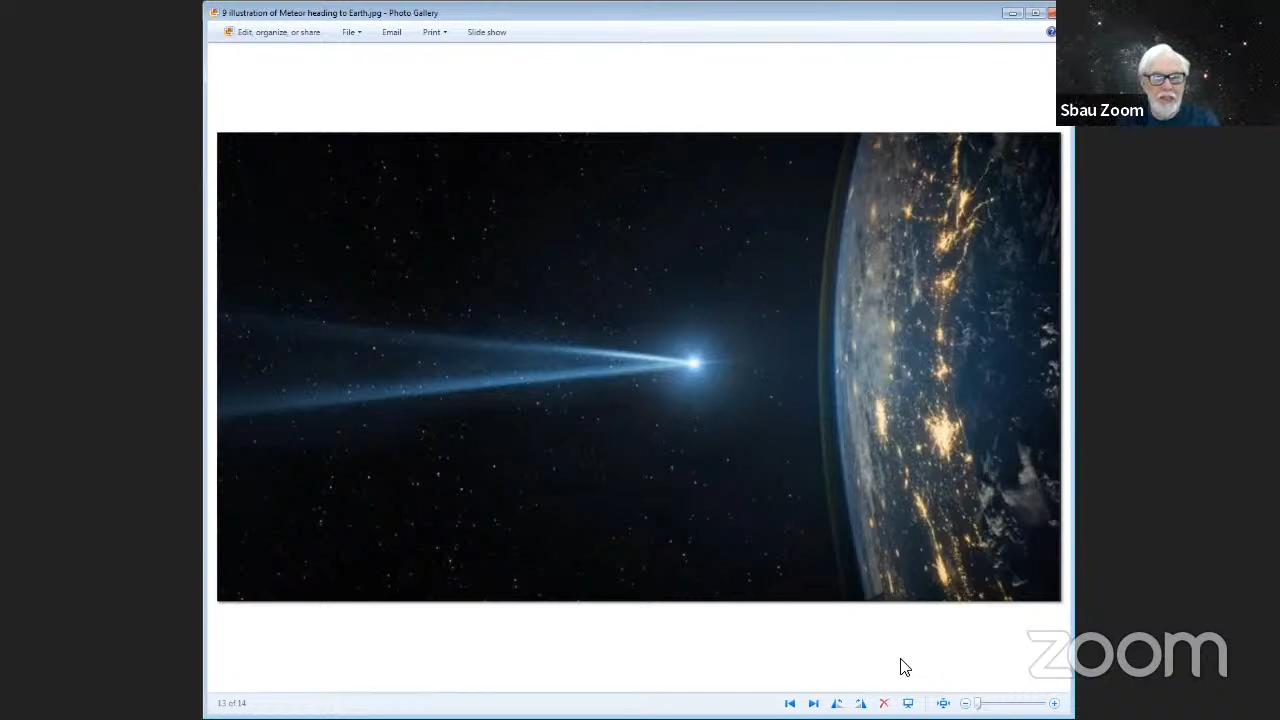 9 illustration of Meteor heading to Earth.jpg - Photo Gallery
Edit, organize, or share File Email Print Slide show
Sbau Zoom
zoom
13 of 14